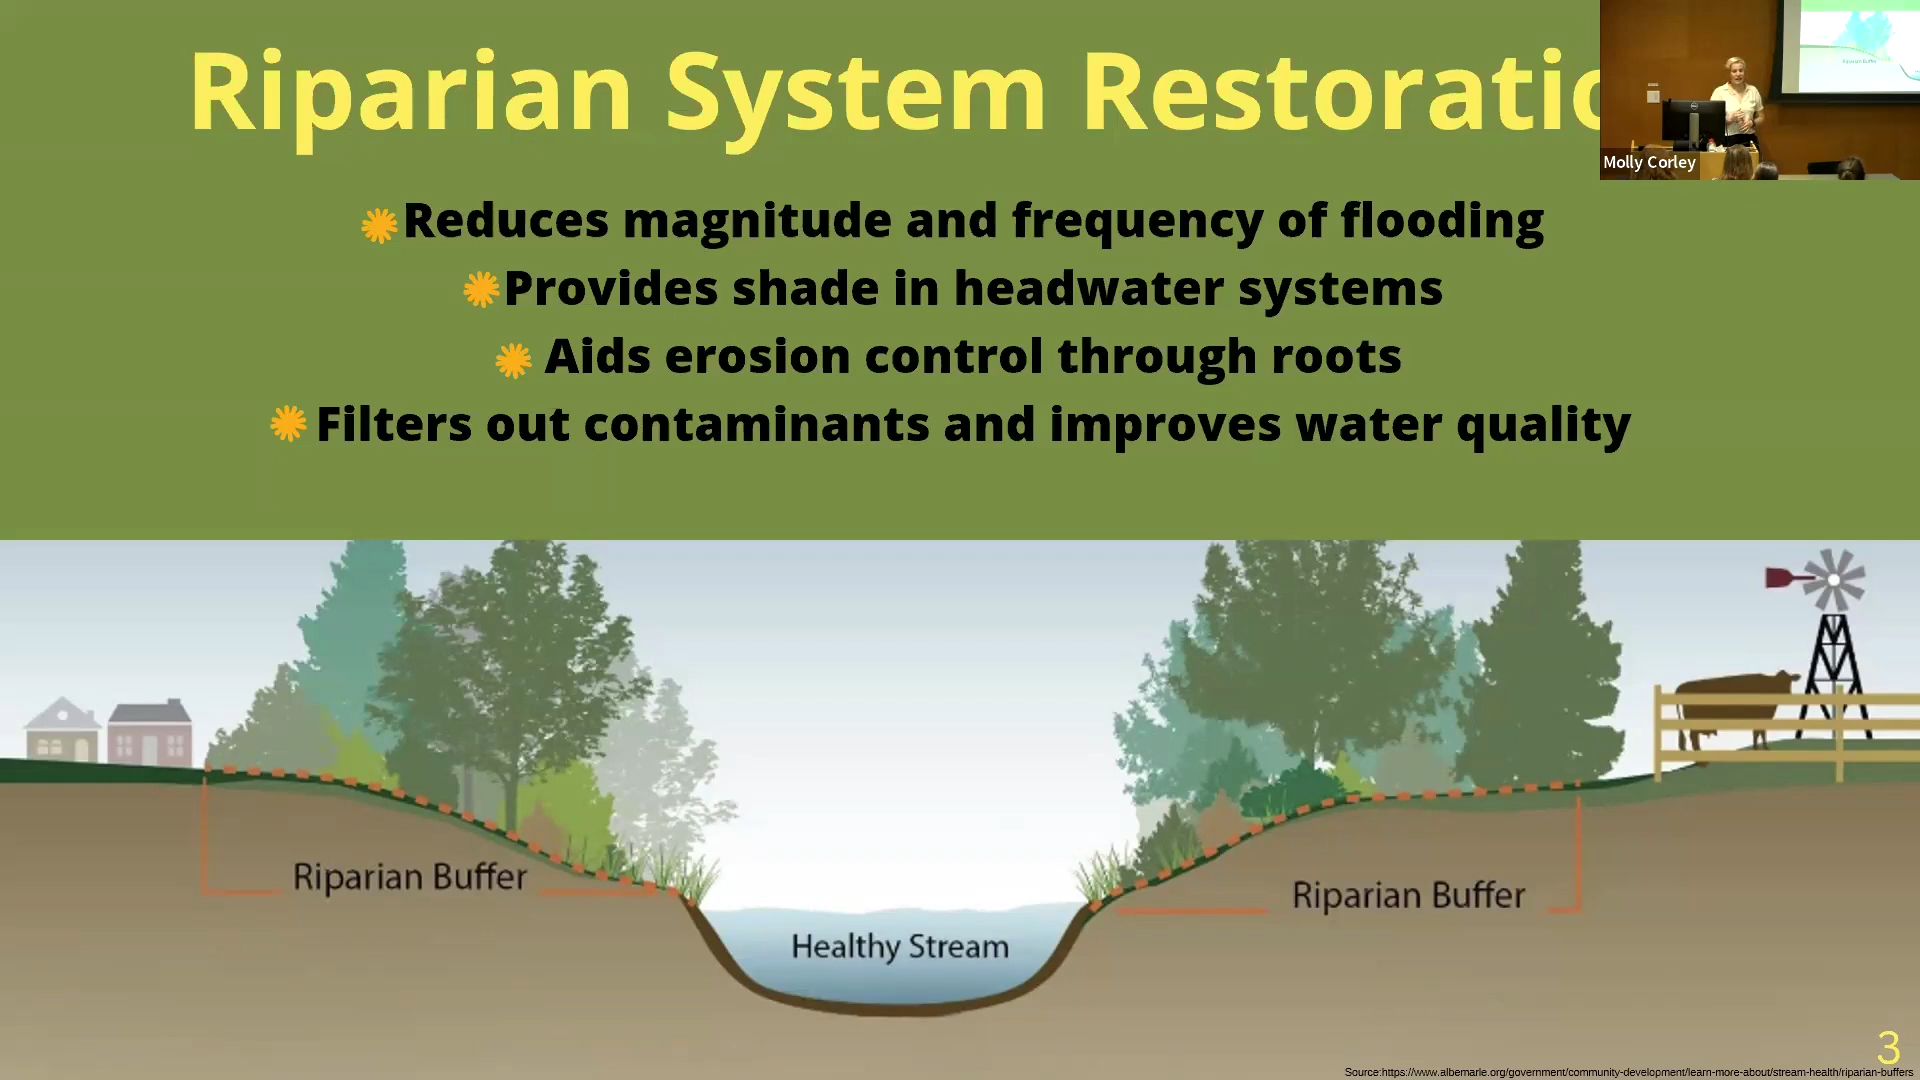 Riparian System Restoratio
Molly Corley
Reduces magnitude and frequency of flooding
Provides shade in headwater systems
Aids erosion control through roots
Filters out contaminants and improves water quality
Riparian Buffer
Riparian Buffer
Healthy Stream
3
Source:https://www.albemarle.org/government/community-development/learn-more-about/stream-health/riparian-buffers